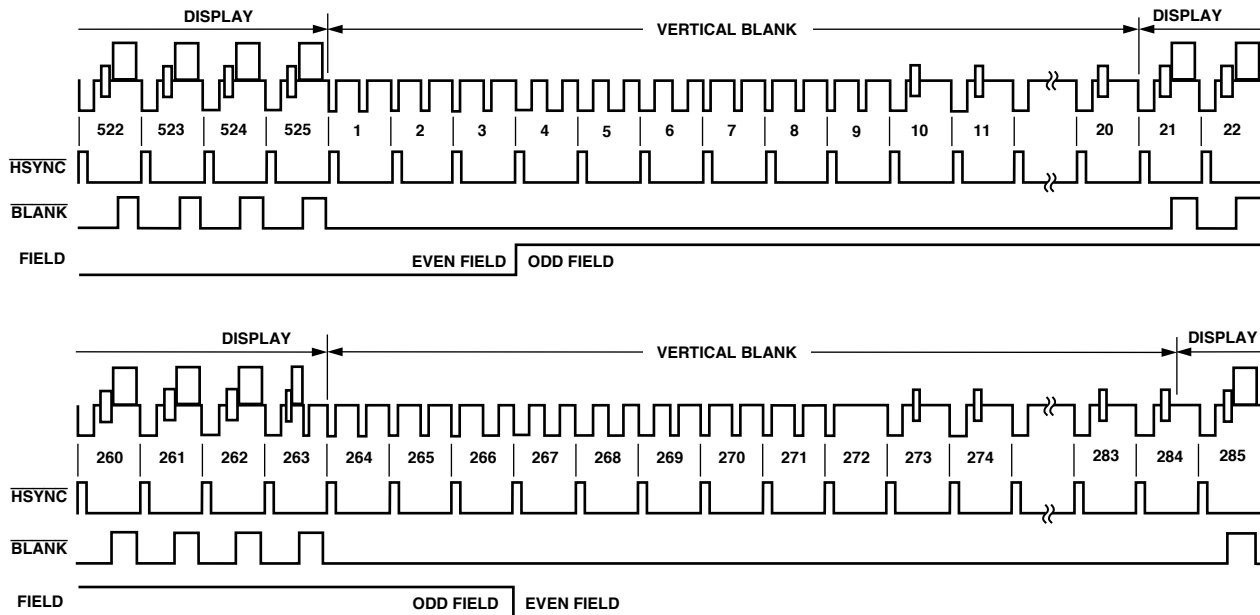 DISPLAY VERTICAL BLANK DISPLAY
522 523 524 525 1 2 3 4 5 6 7 8 9 10 11 20 21 22
HSYNC
BLANK
FIELD EVEN FIELD ODD FIELD
DISPLAY VERTICAL BLANK DISPLAY
260 261 262 263 264 265 266 267 268 269 270 271 272 273 274 283 284 285
HSYNC
BLANK
FIELD ODD FIELD EVEN FIELD